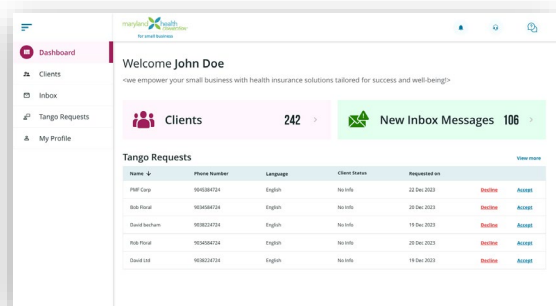 maryland health connection
for small business
Dashboard
Clients
Inbox
Tango Requests
My Profile
Welcome John Doe
<we empower your small business with health insurance solutions tailored for success and well-being!>
Clients 242
New Inbox Messages 106
Tango Requests View more
Name Phone Number Language Client Status Requested on
PMF Corp 9045384724 English No Info 22 Dec 2023 Decline Accept
Bob Floral 9034584724 English No Info 20 Dec 2023 Decline Accept
David becham 9038224724 English No Info 19 Dec 2023 Decline Accept
Rob Floral 9034584724 English No Info 20 Dec 2023 Decline Accept
David Ltd 9038224724 English No Info 19 Dec 2023 Decline Accept